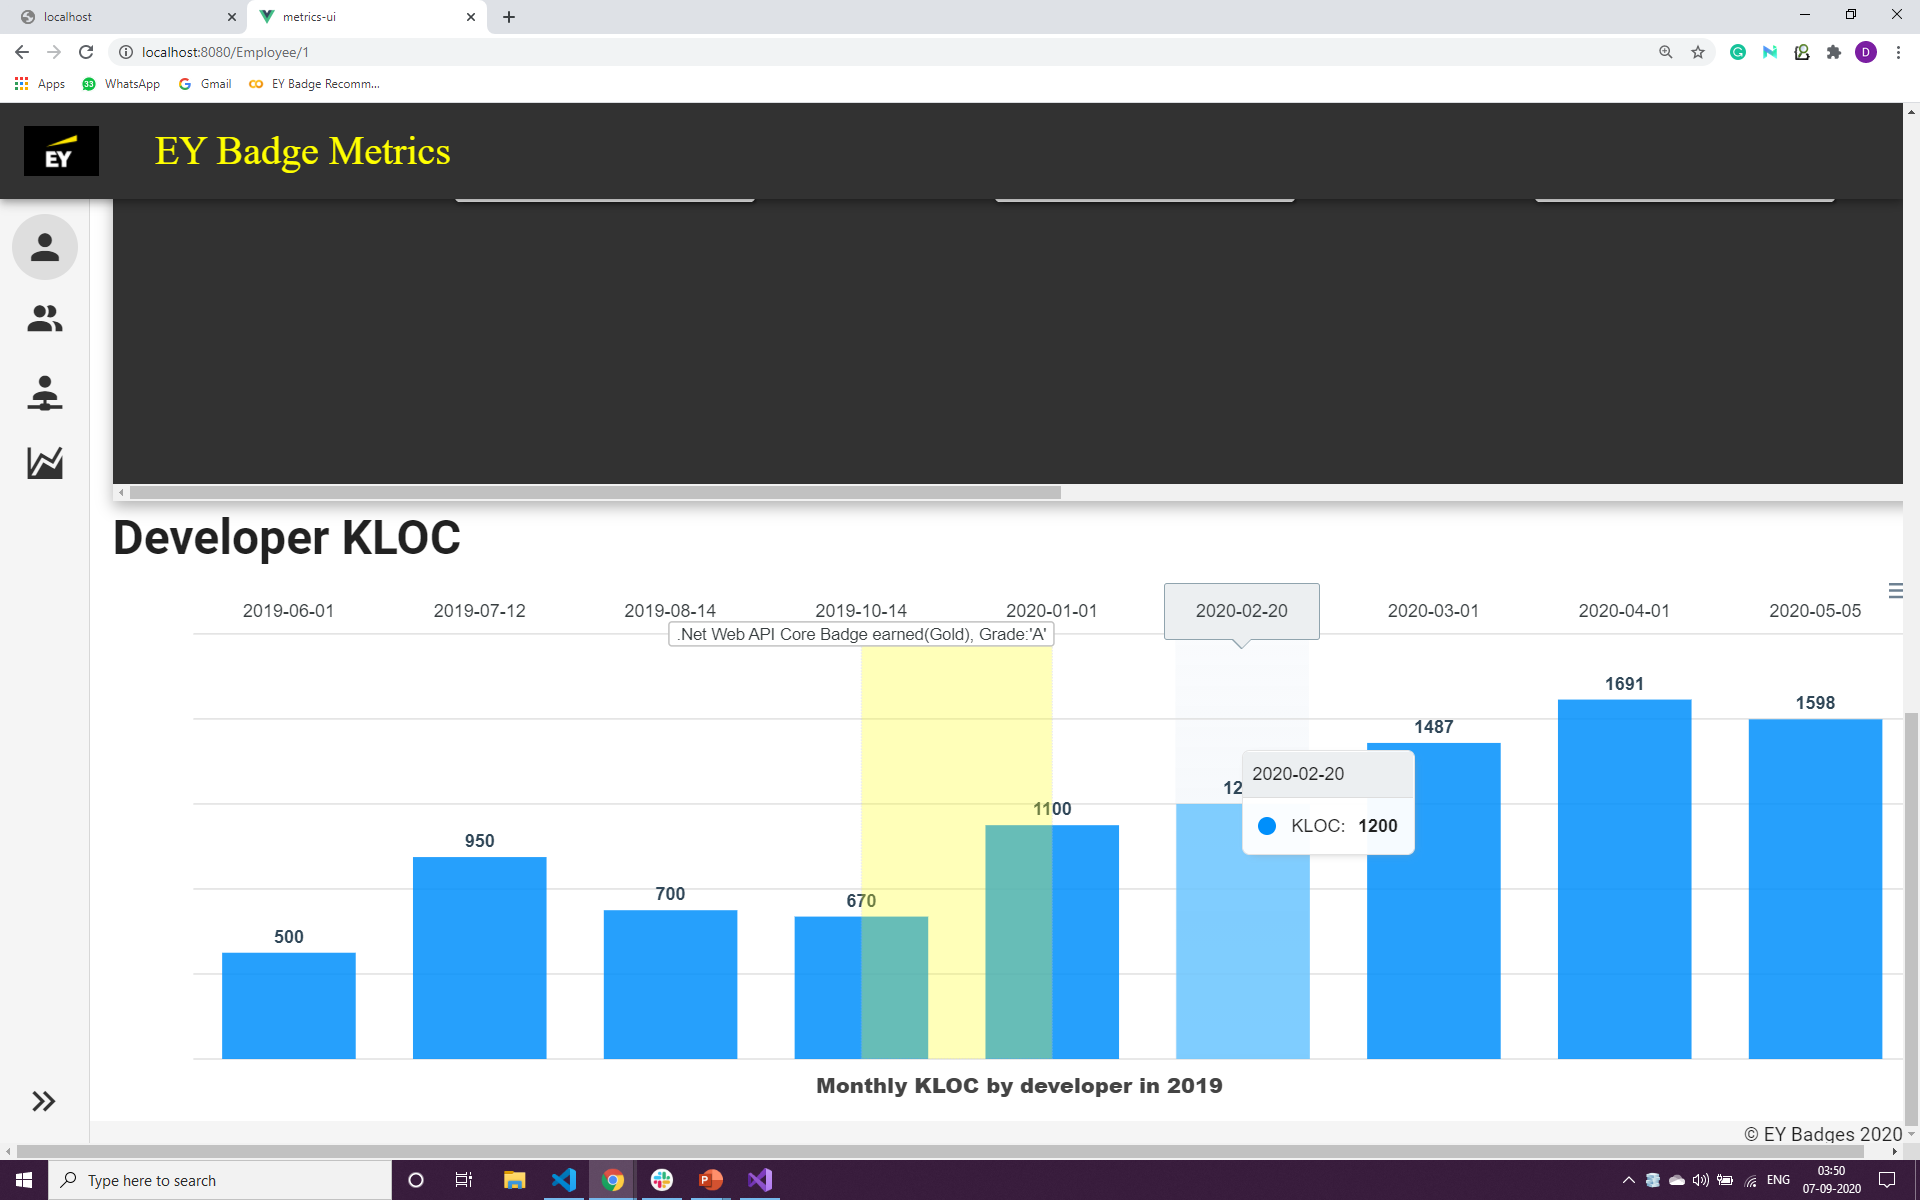 localhost
metrics-ui
localhost:8080/Employee/1
D
Apps
33
WhatsApp
Gmail
EY Badge Recomm...
EY
EY Badge Metrics
Developer KLOC
2019-06-01
2019-07-12
2019-08-14
2019-10-14
2020-01-01
2020-02-20
2020-03-01
2020-04-01
2020-05-05
.Net Web API Core Badge earned(Gold), Grade:'A'
500
950
700
670
1100
12
1487
1691
1598
2020-02-20
KLOC: 1200
Monthly KLOC by developer in 2019
© EY Badges 2020
Type here to search
ENG
03:50
07-09-2020